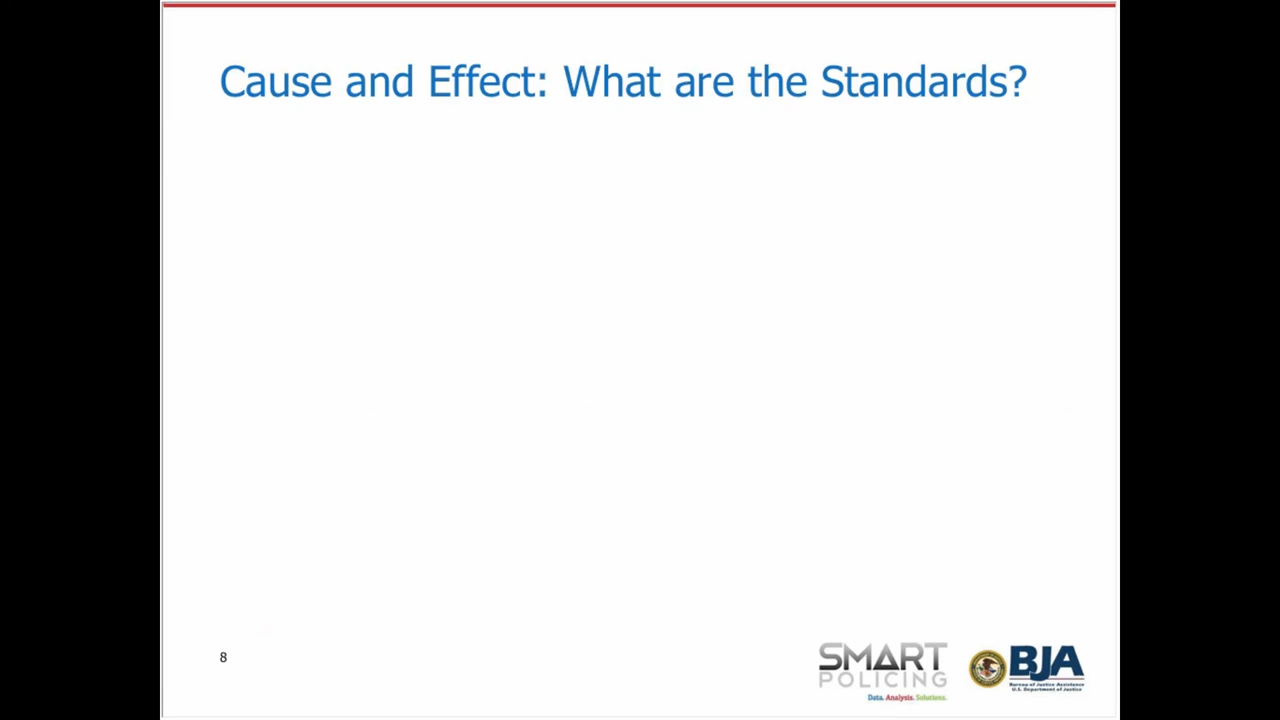 Cause and Effect: What are the Standards?
8
SMART
POLICING
Data. Analysis. Solutions.
BJA
Bureau of Justice Assistance
U.S. Department of Justice